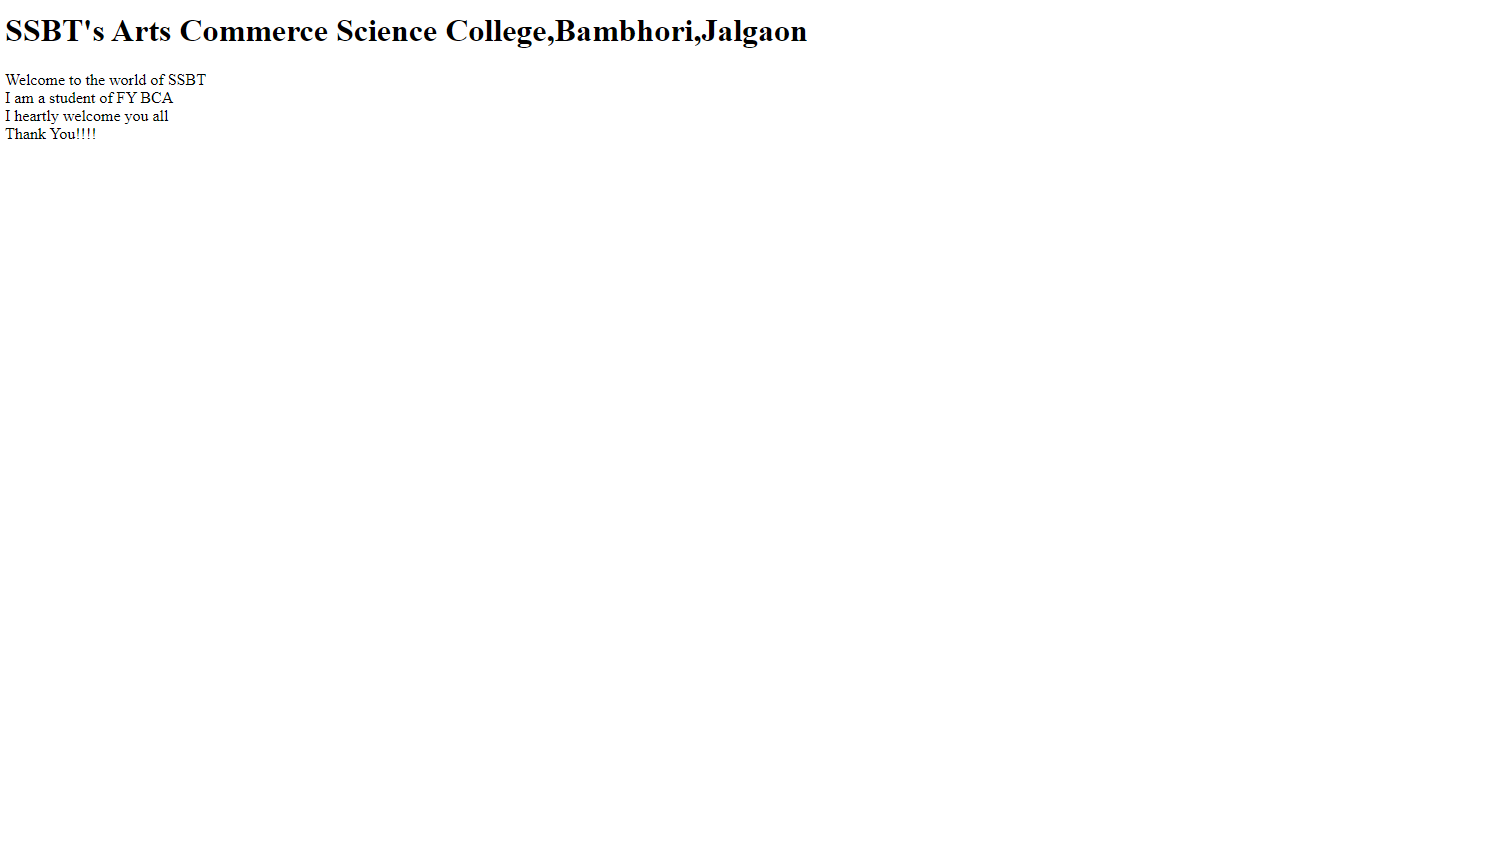 SSBT's Arts Commerce Science College,Bambhori,Jalgaon
Welcome to the world of SSBT
I am a student of FY BCA
I heartly welcome you all
Thank You!!!!